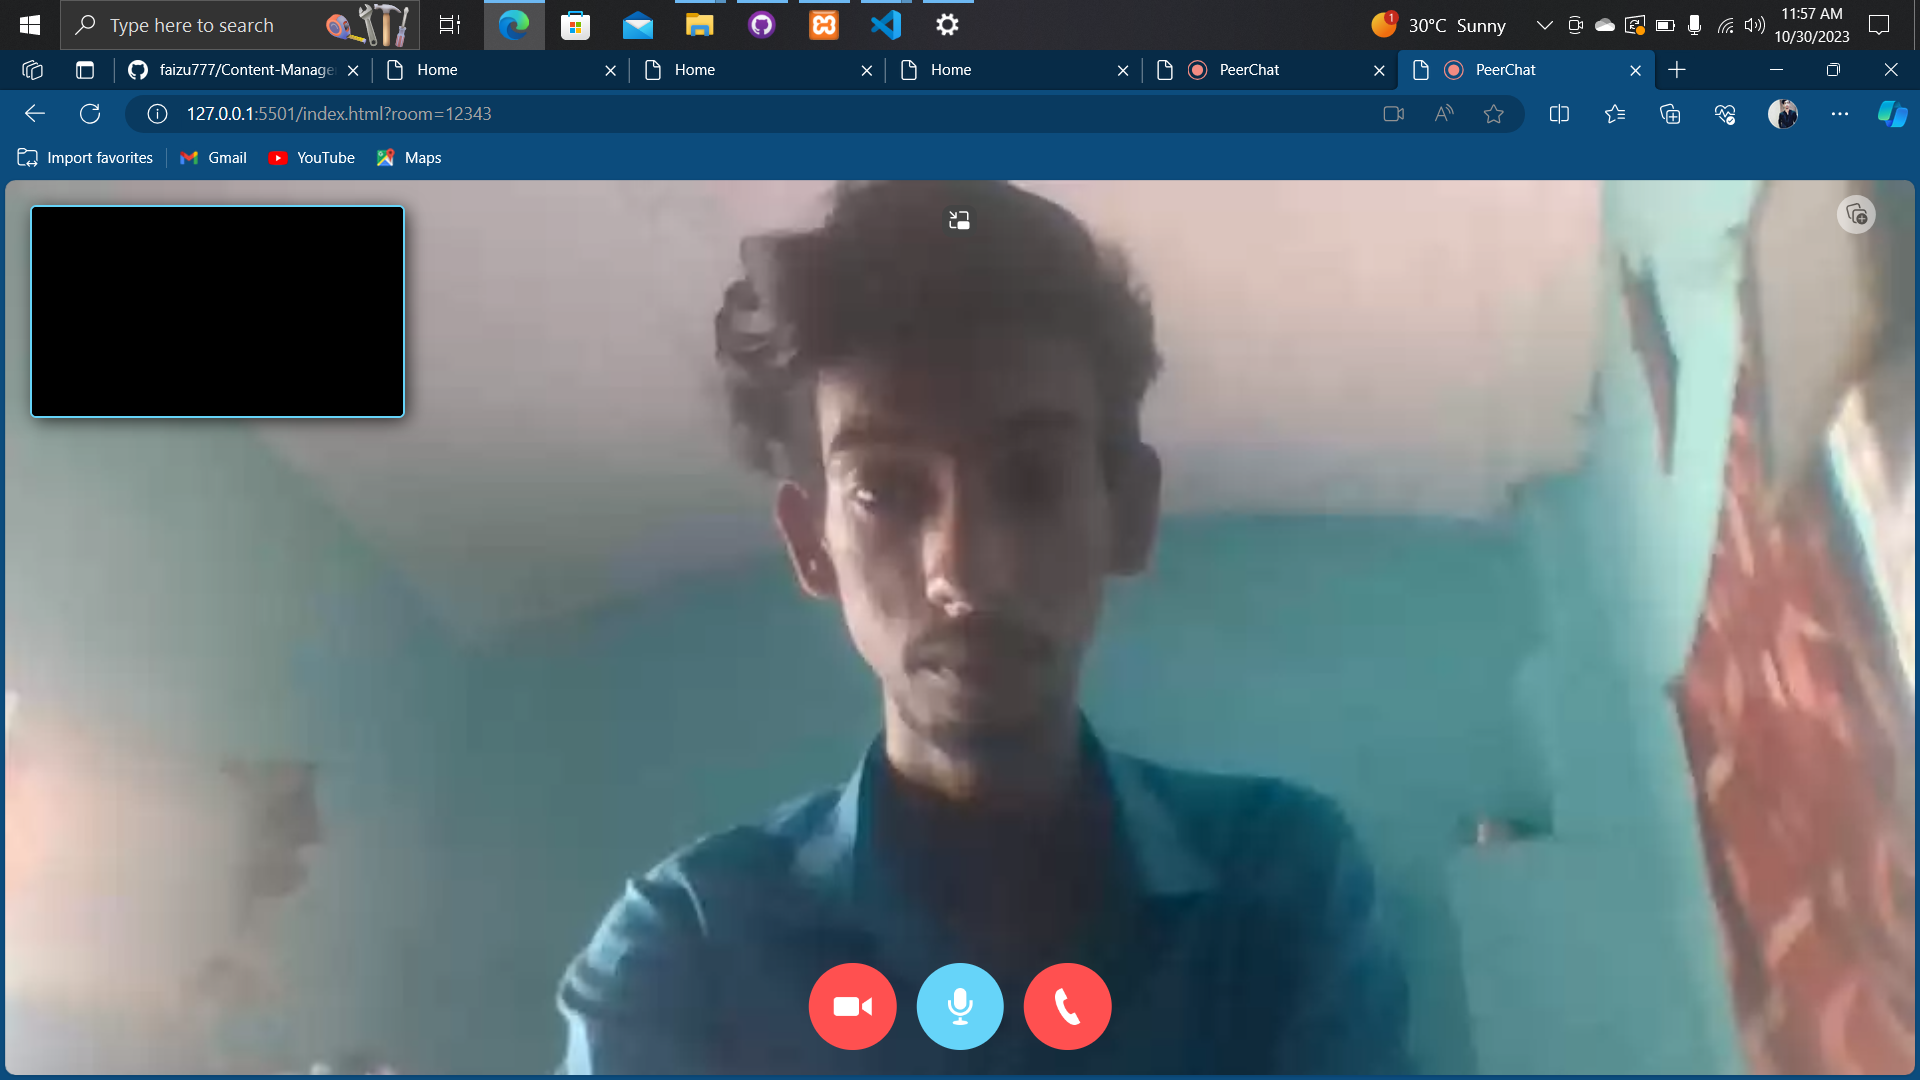 Type here to search
1
30°C Sunny
11:57 AM
10/30/2023
faizu777/Content-Manage
Home
Home
Home
PeerChat
PeerChat
127.0.0.1:5501/index.html?room=12343
Import favorites
Gmail
YouTube
Maps